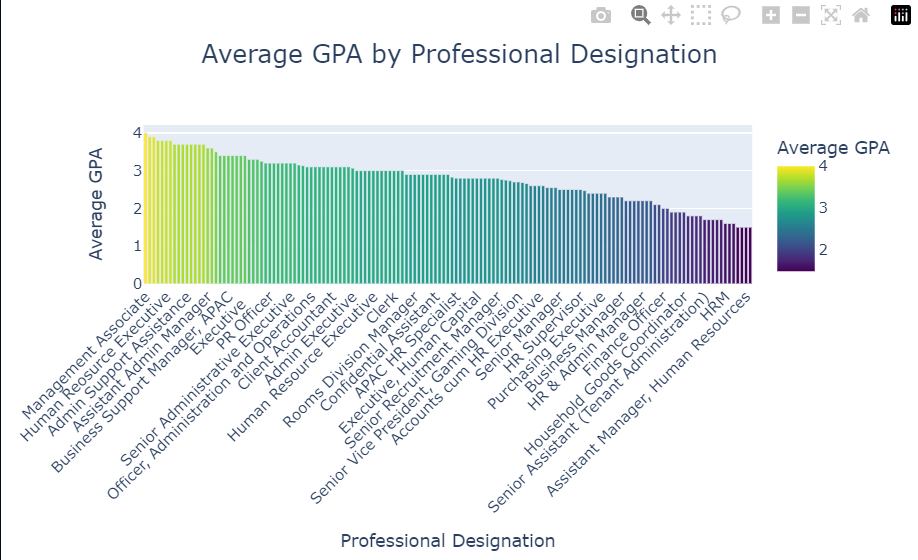 Average GPA by Professional Designation
Average GPA
4
3
2
1
0
Management Associate
Human Reosurce Executive
Admin Support Assistance
Assistant Admin Manager
Business Support Manager, APAC
Executive
PR Officer
Senior Administrative Executive
Officer, Administration and Operations
Client Accountant
Admin Executive
Human Resource Executive
Clerk
Rooms Division Manager
Confidential Assistant
APAC HR Specialist
Executive, Human Capital
Senior Recruitment Manager
Senior Vice President, Gaming Division
Accounts cum HR Executive
Senior Manager
HR Supervisor
Purchasing Executive
Business Manager
HR & Admin Manager
Finance Officer
Household Goods Coordinator
Senior Assistant (Tenant Administration)
HRM
Assistant Manager, Human Resources
Professional Designation
Average GPA
4
3
2